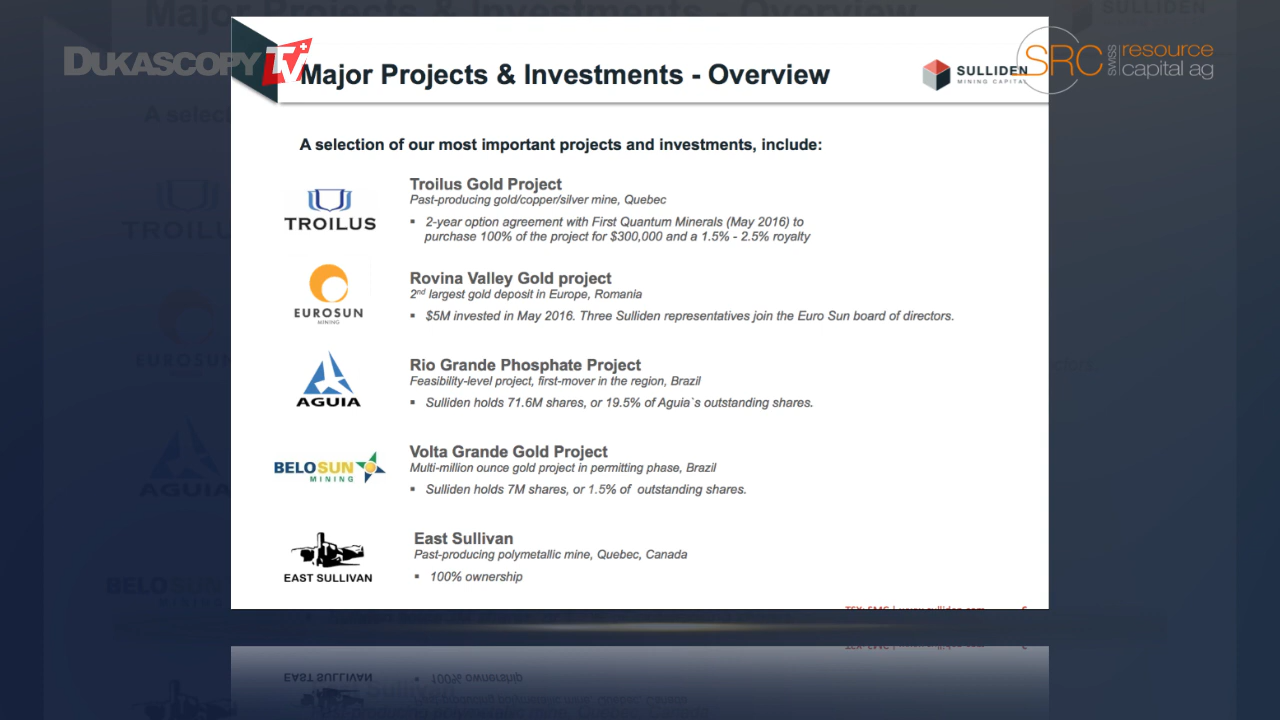 DUKASCOPY TV
Major Projects & Investments - Overview
SULLIDEN
MINING CAPITAL
SRC SWISS resource capital ag
A selection of our most important projects and investments, include:
TROILUS
Troilus Gold Project
Past-producing gold/copper/silver mine, Quebec
▪ 2-year option agreement with First Quantum Minerals (May 2016) to
purchase 100% of the project for $300,000 and a 1.5% - 2.5% royalty
EUROSUN
MINING
Rovina Valley Gold project
2nd largest gold deposit in Europe, Romania
▪ $5M invested in May 2016. Three Sulliden representatives join the Euro Sun board of directors.
AGUIA
Rio Grande Phosphate Project
Feasibility-level project, first-mover in the region, Brazil
▪ Sulliden holds 71.6M shares, or 19.5% of Aguia`s outstanding shares.
BELOSUN
MINING
Volta Grande Gold Project
Multi-million ounce gold project in permitting phase, Brazil
▪ Sulliden holds 7M shares, or 1.5% of outstanding shares.
EAST SULLIVAN
East Sullivan
Past-producing polymetallic mine, Quebec, Canada
▪ 100% ownership